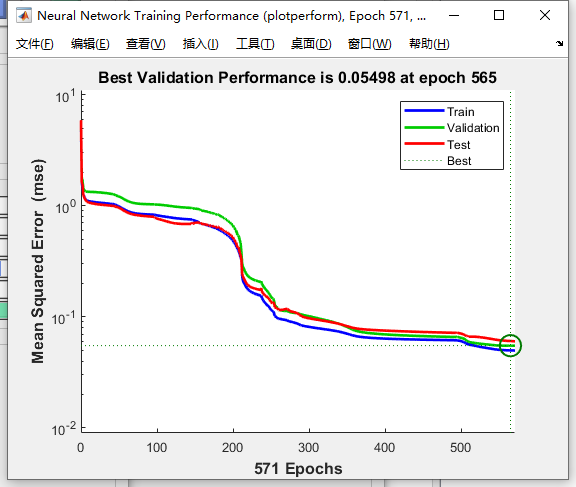 Neural Network Training Performance (plotperform), Epoch 571, ...
文件(F) 编辑(E) 查看(V) 插入(I) 工具(T) 桌面(D) 窗口(W) 帮助(H)
Best Validation Performance is 0.05498 at epoch 565
10^1
Train
Validation
Test
Best
10^0
Mean Squared Error (mse)
10^-1
10^-2
0 100 200 300 400 500
571 Epochs